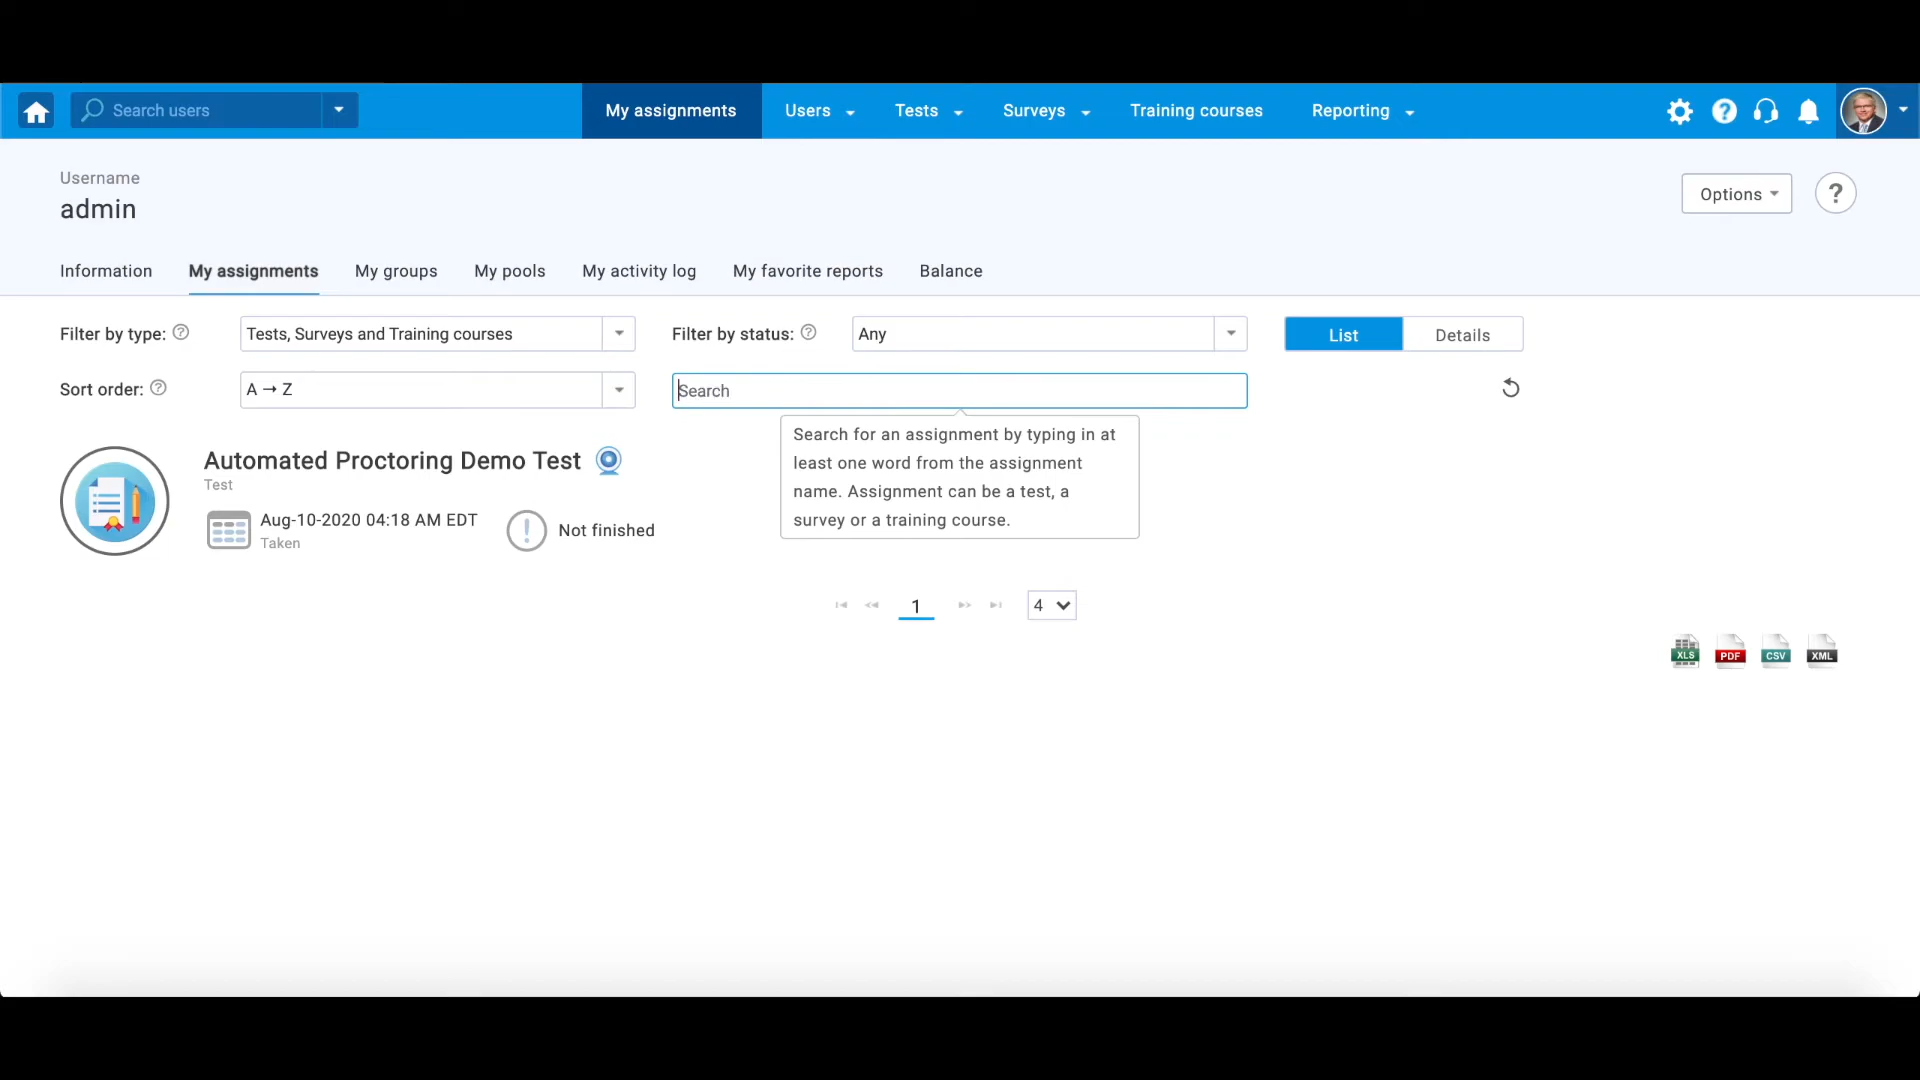 Search users
My assignments
Users
Tests
Surveys
Training courses
Reporting
?
Username
admin
Options
?
Information
My assignments
My groups
My pools
My activity log
My favorite reports
Balance
Filter by type: ?
Tests, Surveys and Training courses
Filter by status: ?
Any
List
Details
Sort order: ?
A → Z
Search
Search for an assignment by typing in at
least one word from the assignment
name. Assignment can be a test, a
survey or a training course.
Automated Proctoring Demo Test
Test
Aug-10-2020 04:18 AM EDT
Taken
!
Not finished
1
4
XLS
PDF
CSV
XML